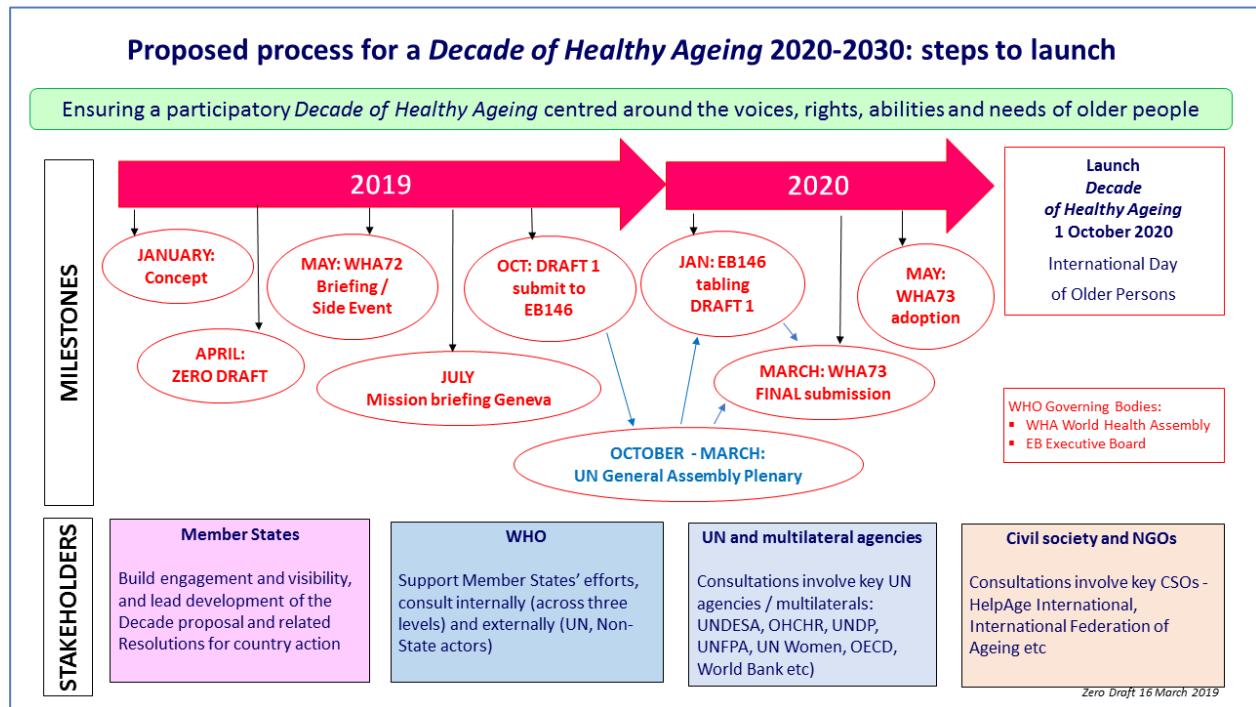 Proposed process for a Decade of Healthy Ageing 2020-2030: steps to launch
Ensuring a participatory Decade of Healthy Ageing centred around the voices, rights, abilities and needs of older people
MILESTONES
2019
2020
JANUARY:
Concept
APRIL:
ZERO DRAFT
MAY: WHA72
Briefing /
Side Event
JULY
Mission briefing Geneva
OCT: DRAFT 1
submit to
EB146
OCTOBER - MARCH:
UN General Assembly Plenary
JAN: EB146
tabling
DRAFT 1
MARCH: WHA73
FINAL submission
MAY:
WHA73
adoption
Launch
Decade
of Healthy Ageing
1 October 2020
International Day
of Older Persons
WHO Governing Bodies:
▪ WHA World Health Assembly
▪ EB Executive Board
STAKEHOLDERS
Member States
Build engagement and visibility,
and lead development of the
Decade proposal and related
Resolutions for country action
WHO
Support Member States' efforts,
consult internally (across three
levels) and externally (UN, Non-
State actors)
UN and multilateral agencies
Consultations involve key UN
agencies / multilaterals:
UNDESA, OHCHR, UNDP,
UNFPA, UN Women, OECD,
World Bank etc)
Civil society and NGOs
Consultations involve key CSOs -
HelpAge International,
International Federation of
Ageing etc
Zero Draft 16 March 2019